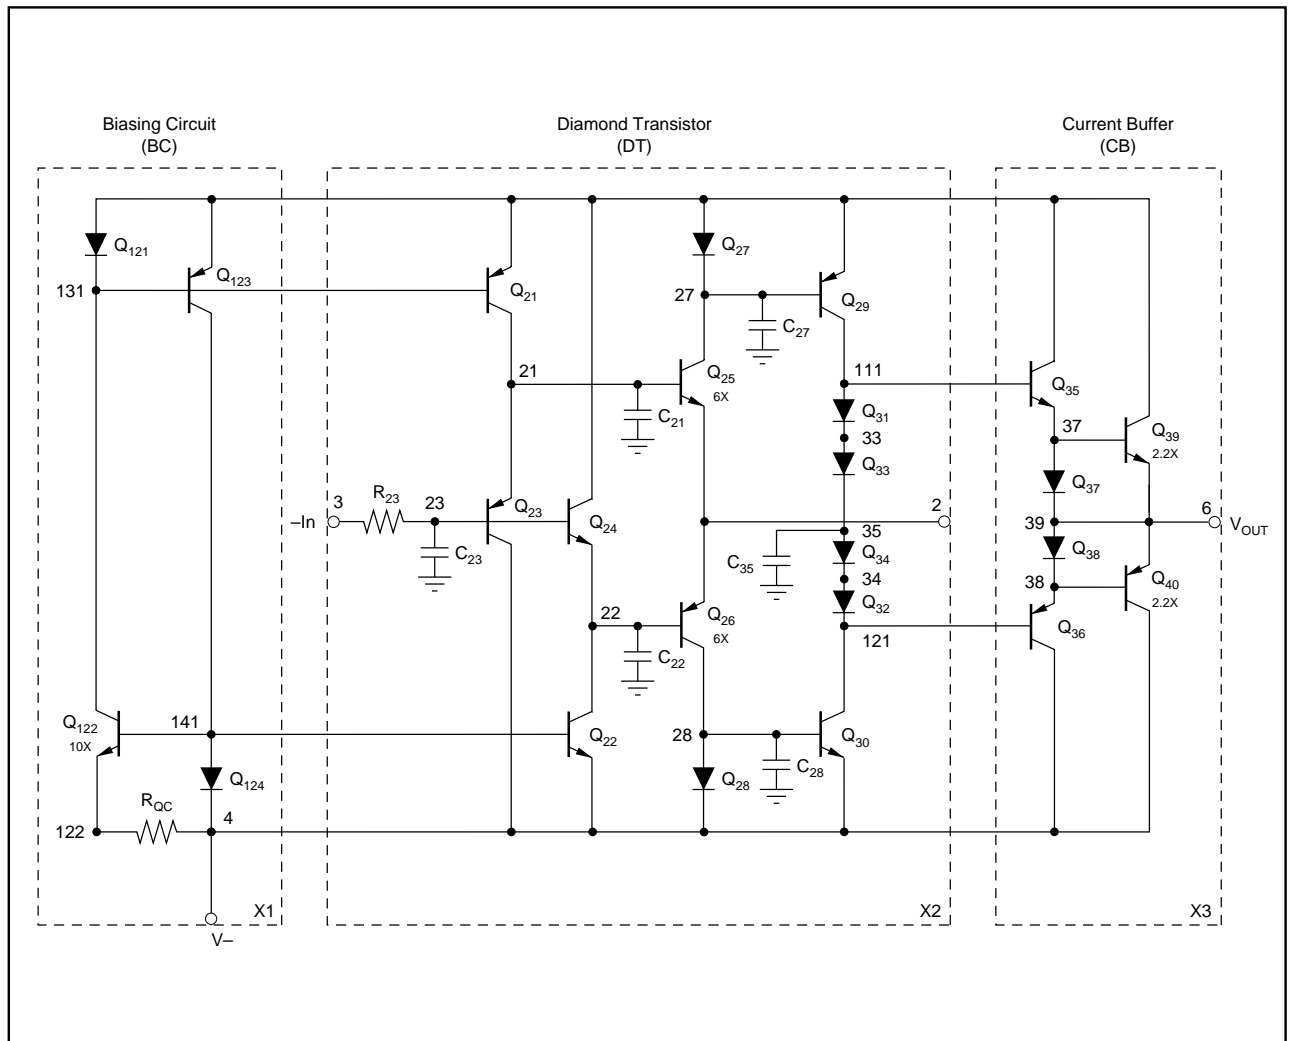 Biasing Circuit
(BC)
Diamond Transistor
(DT)
Current Buffer
(CB)
Q121
Q123
131
Q21
Q27
27
Q29
C27
21
Q25
6X
C21
111
Q31
33
Q33
Q35
37
Q39
2.2X
Q37
–In
3
R23
23
C23
Q23
Q24
2
35
C35
Q34
34
Q32
39
6
VOUT
Q38
38
Q40
2.2X
Q36
22
Q26
6X
C22
121
Q122
10X
141
Q22
28
Q30
Q124
Q28
C28
RQC
122
4
X1
X2
X3
V–